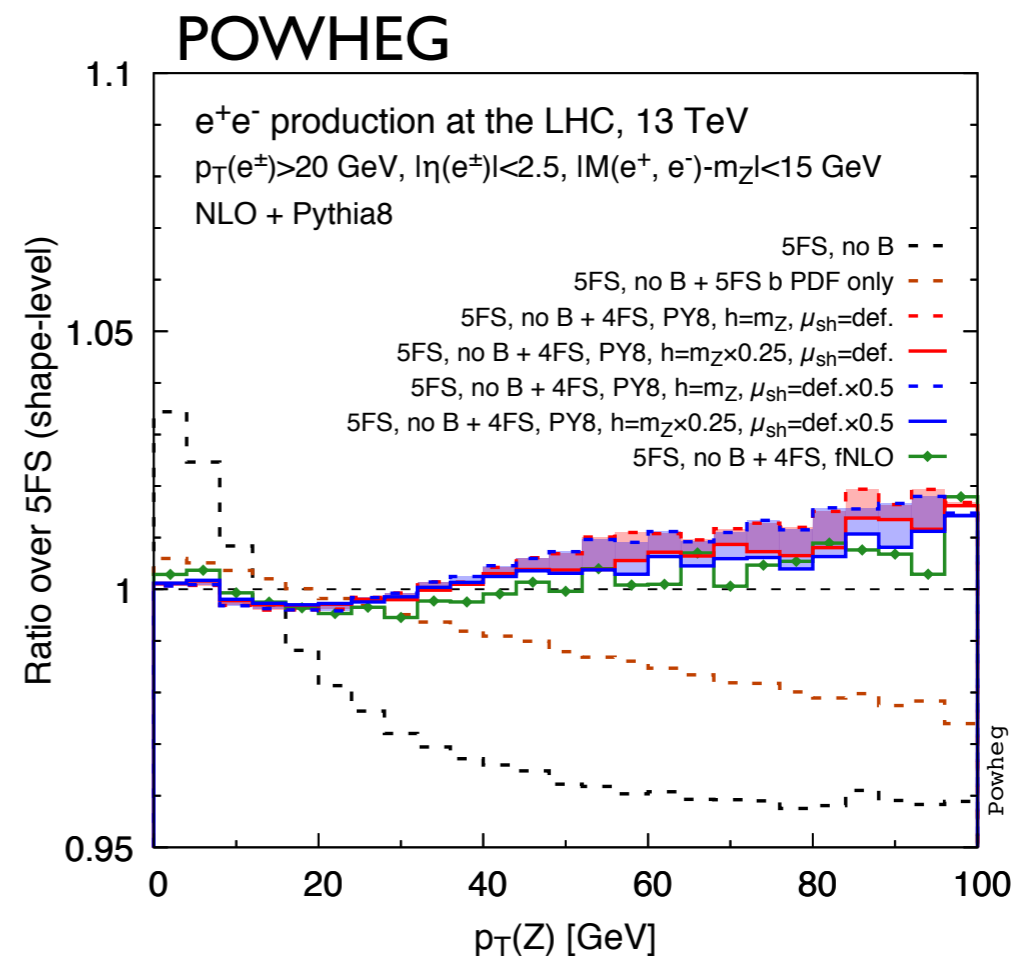 POWHEG
1.1
e⁺e⁻ production at the LHC, 13 TeV
p_T(e^±)>20 GeV, |η(e^±)|<2.5, |M(e⁺, e⁻)-m_Z|<15 GeV
NLO + Pythia8
5FS, no B
5FS, no B + 5FS b PDF only
5FS, no B + 4FS, PY8, h=m_Z, μ_sh=def.
5FS, no B + 4FS, PY8, h=m_Z×0.25, μ_sh=def.
5FS, no B + 4FS, PY8, h=m_Z, μ_sh=def.×0.5
5FS, no B + 4FS, PY8, h=m_Z×0.25, μ_sh=def.×0.5
5FS, no B + 4FS, fNLO
1.05
1
0.95
Ratio over 5FS (shape-level)
0 20 40 60 80 100
p_T(Z) [GeV]
Powheg